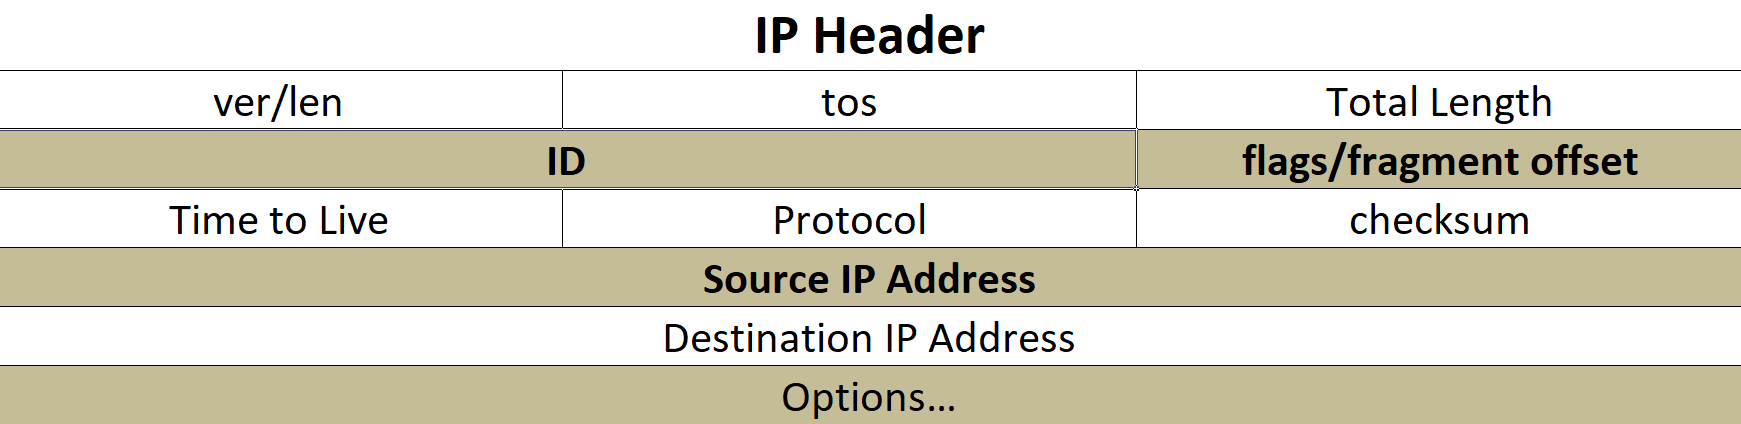 IP Header
ver/len tos Total Length
ID flags/fragment offset
Time to Live Protocol checksum
Source IP Address
Destination IP Address
Options...